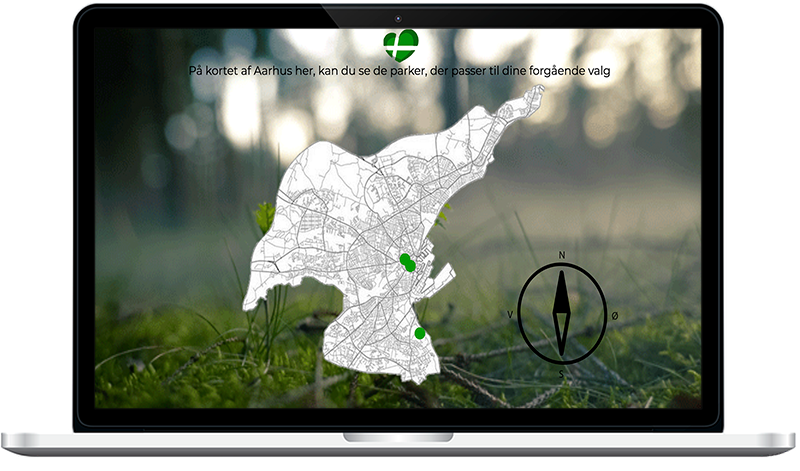 På kortet af Aarhus her, kan du se de parker, der passer til dine forgående valg
N
V
Ø
S